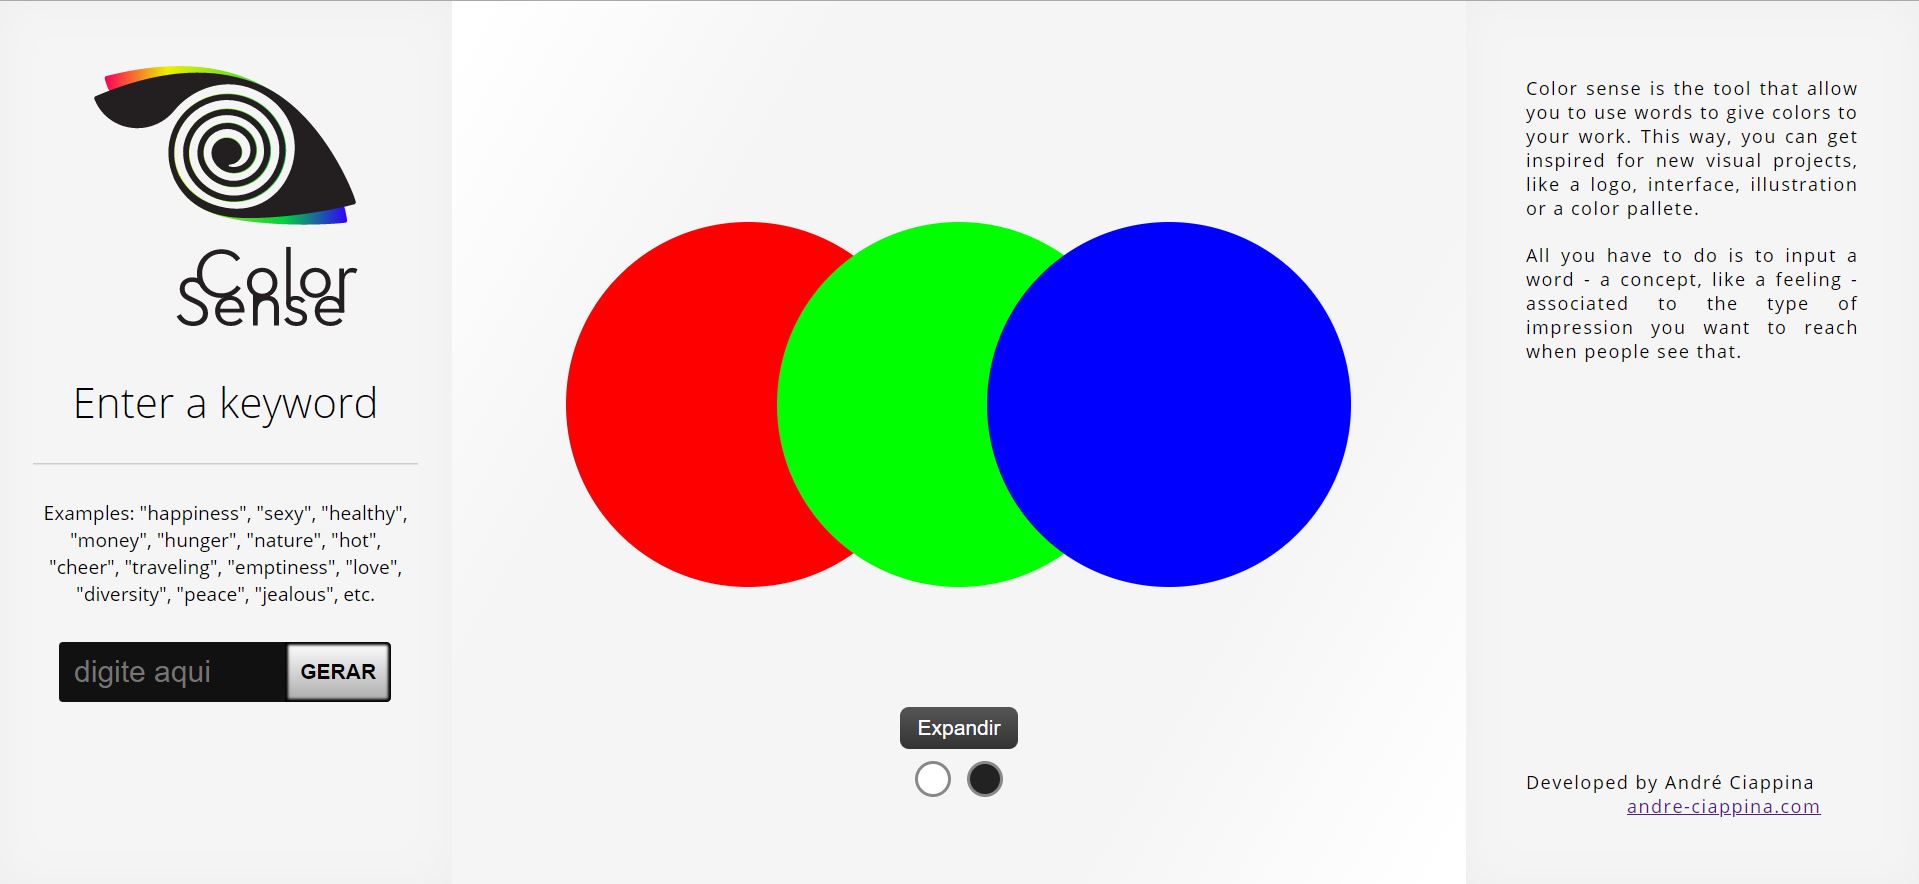 Color
Sense
Enter a keyword
Examples: "happiness", "sexy", "healthy",
"money", "hunger", "nature", "hot",
"cheer", "traveling", "emptiness", "love",
"diversity", "peace", "jealous", etc.
digite aqui
GERAR
Expandir
Color sense is the tool that allow
you to use words to give colors to
your work. This way, you can get
inspired for new visual projects,
like a logo, interface, illustration
or a color pallete.
All you have to do is to input a
word - a concept, like a feeling -
associated to the type of
impression you want to reach
when people see that.
Developed by André Ciappina
andre-ciappina.com